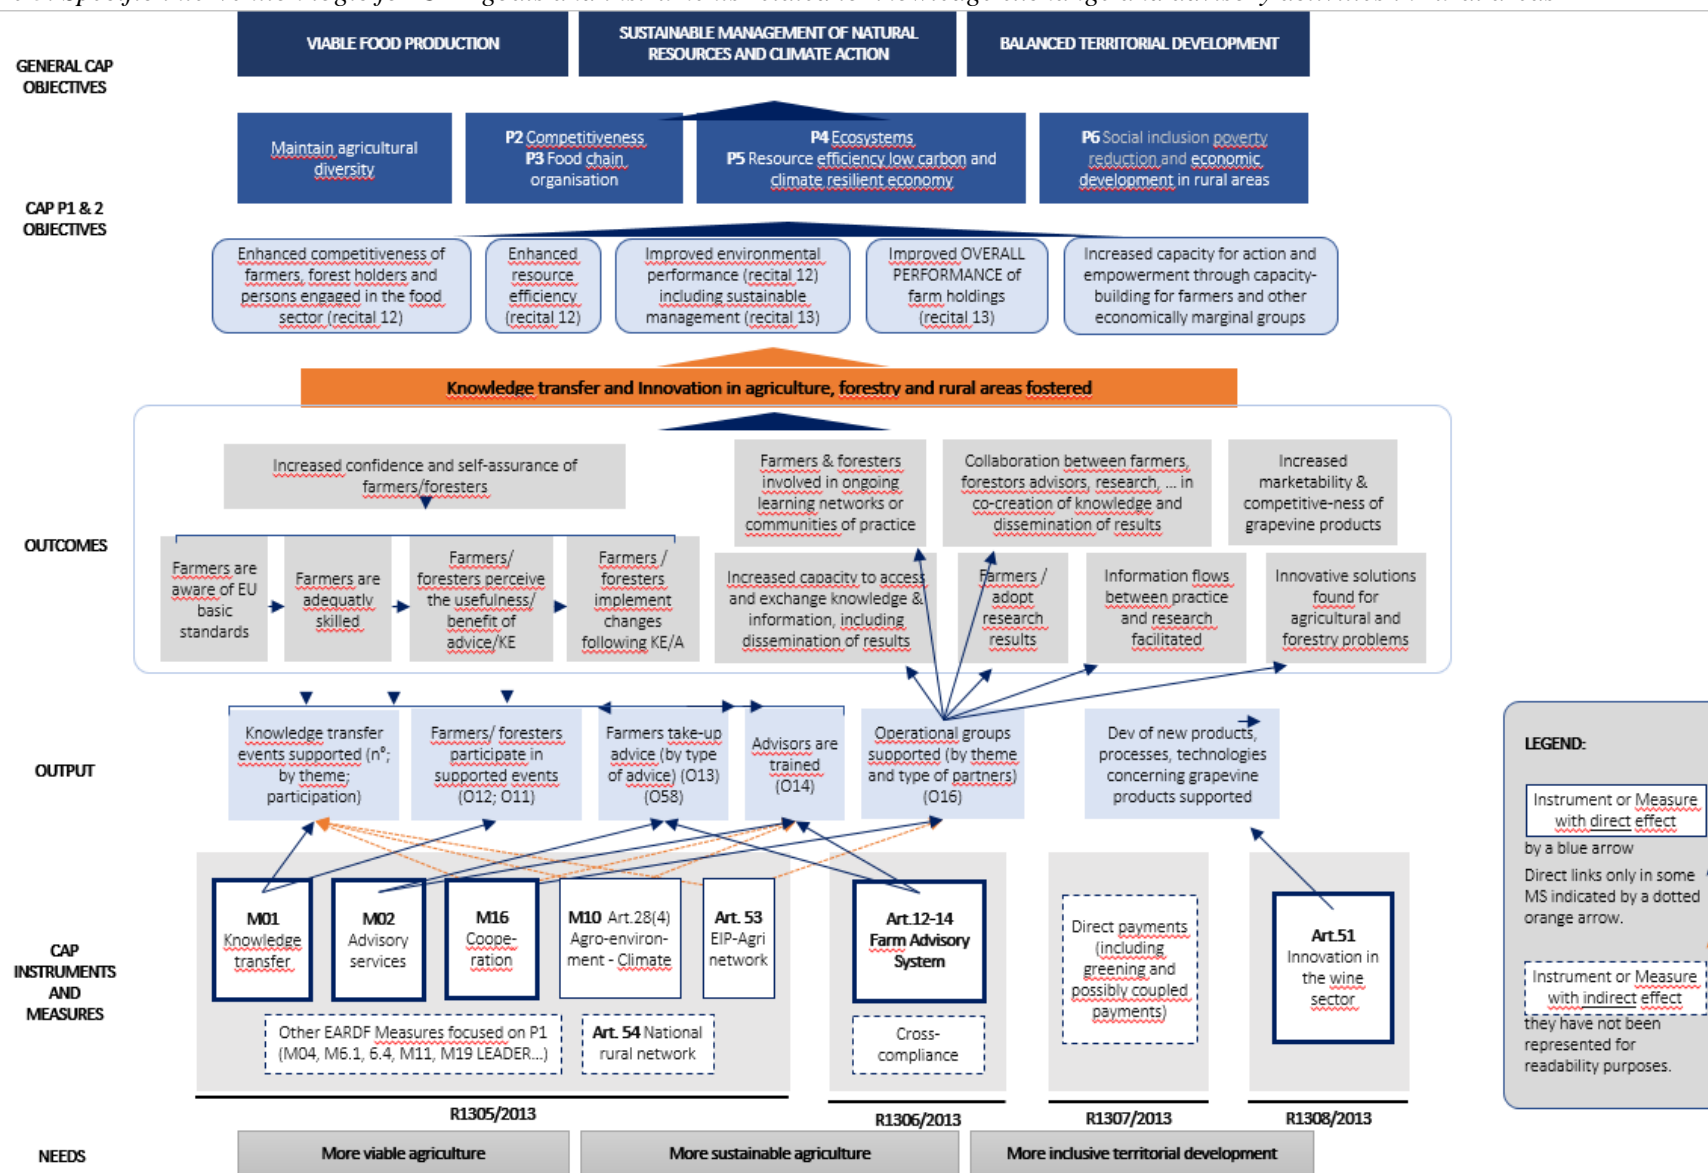 VIABLE FOOD PRODUCTION
SUSTAINABLE MANAGEMENT OF NATURAL
RESOURCES AND CLIMATE ACTION
BALANCED TERRITORIAL DEVELOPMENT
GENERAL CAP
OBJECTIVES
Maintain agricultural
diversity
P2 Competitiveness
P3 Food chain
organisation
P4 Ecosystems
P5 Resource efficiency low carbon and
climate resilient economy
P6 Social inclusion poverty
reduction and economic
development in rural areas
CAP P1 & 2
OBJECTIVES
Enhanced competitiveness of
farmers, forest holders and
persons engaged in the food
sector (recital 12)
Enhanced
resource
efficiency
(recital 12)
Improved environmental
performance (recital 12)
including sustainable
management (recital 13)
Improved OVERALL
PERFORMANCE of
farm holdings
(recital 13)
Increased capacity for action and
empowerment through capacity-
building for farmers and other
economically marginal groups
Knowledge transfer and Innovation in agriculture, forestry and rural areas fostered
OUTCOMES
Increased confidence and self-assurance of
farmers/foresters
Farmers & foresters
involved in ongoing
learning networks or
communities of practice
Collaboration between farmers,
forestors advisors, research, ... in
co-creation of knowledge and
dissemination of results
Increased
marketability &
competitive-ness of
grapevine products
Farmers are
aware of EU
basic
standards
Farmers are
adequatly
skilled
Farmers/
foresters perceive
the usefulness/
benefit of
advice/KE
Farmers /
foresters
implement
changes
following KE/A
Increased capacity to access
and exchange knowledge &
information, including
dissemination of results
Farmers /
adopt
research
results
Information flows
between practice
and research
facilitated
Innovative solutions
found for
agricultural and
forestry problems
OUTPUT
Knowledge transfer
events supported (n°;
by theme;
participation)
Farmers/ foresters
participate in
supported events
(O12; O11)
Farmers take-up
advice (by type
of advice) (O13)
(O58)
Advisors are
trained
(O14)
Operational groups
supported (by theme
and type of partners)
(O16)
Dev of new products,
processes, technologies
concerning grapevine
products supported
CAP
INSTRUMENTS
AND
MEASURES
M01
Knowledge
transfer
M02
Advisory
services
M16
Coope-
ration
M10 Art.28(4)
Agro-environ-
ment - Climate
Art. 53
EIP-Agri
network
Other EARDF Measures focused on P1
(M04, M6.1, 6.4, M11, M19 LEADER...)
Art. 54 National
rural network
Art.12-14
Farm Advisory
System
Cross-
compliance
Direct payments
(including
greening and
possibly coupled
payments)
Art.51
Innovation in
the wine
sector
R1305/2013
R1306/2013
R1307/2013
R1308/2013
NEEDS
More viable agriculture
More sustainable agriculture
More inclusive territorial development
LEGEND:
Instrument or Measure
with direct effect
by a blue arrow
Direct links only in some
MS indicated by a dotted
orange arrow.
Instrument or Measure
with indirect effect
they have not been
represented for
readability purposes.